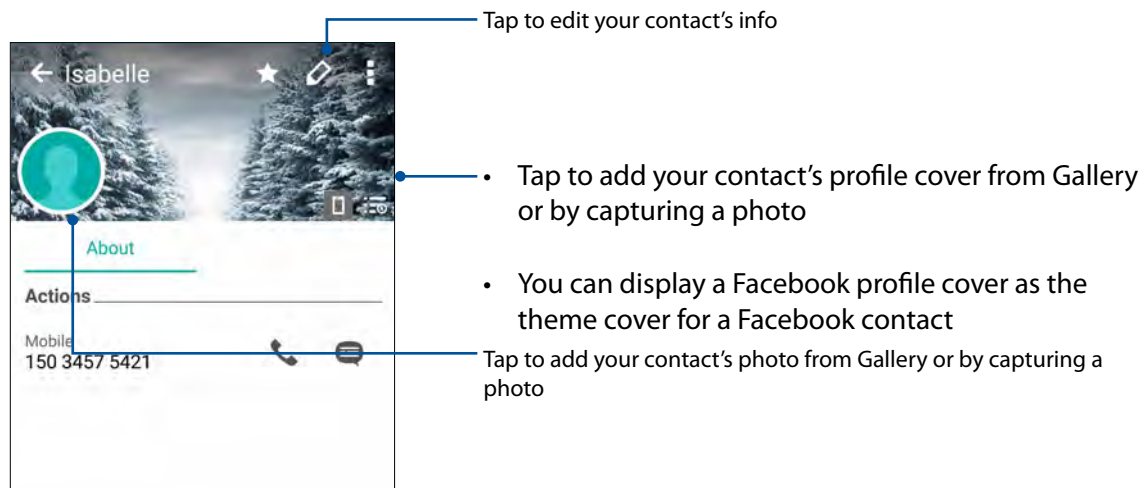 Tap to edit your contact’s info
Isabelle
• Tap to add your contact’s profile cover from Gallery
or by capturing a photo
About
• You can display a Facebook profile cover as the
theme cover for a Facebook contact
Actions
Mobile
150 3457 5421
Tap to add your contact’s photo from Gallery or by capturing a
photo